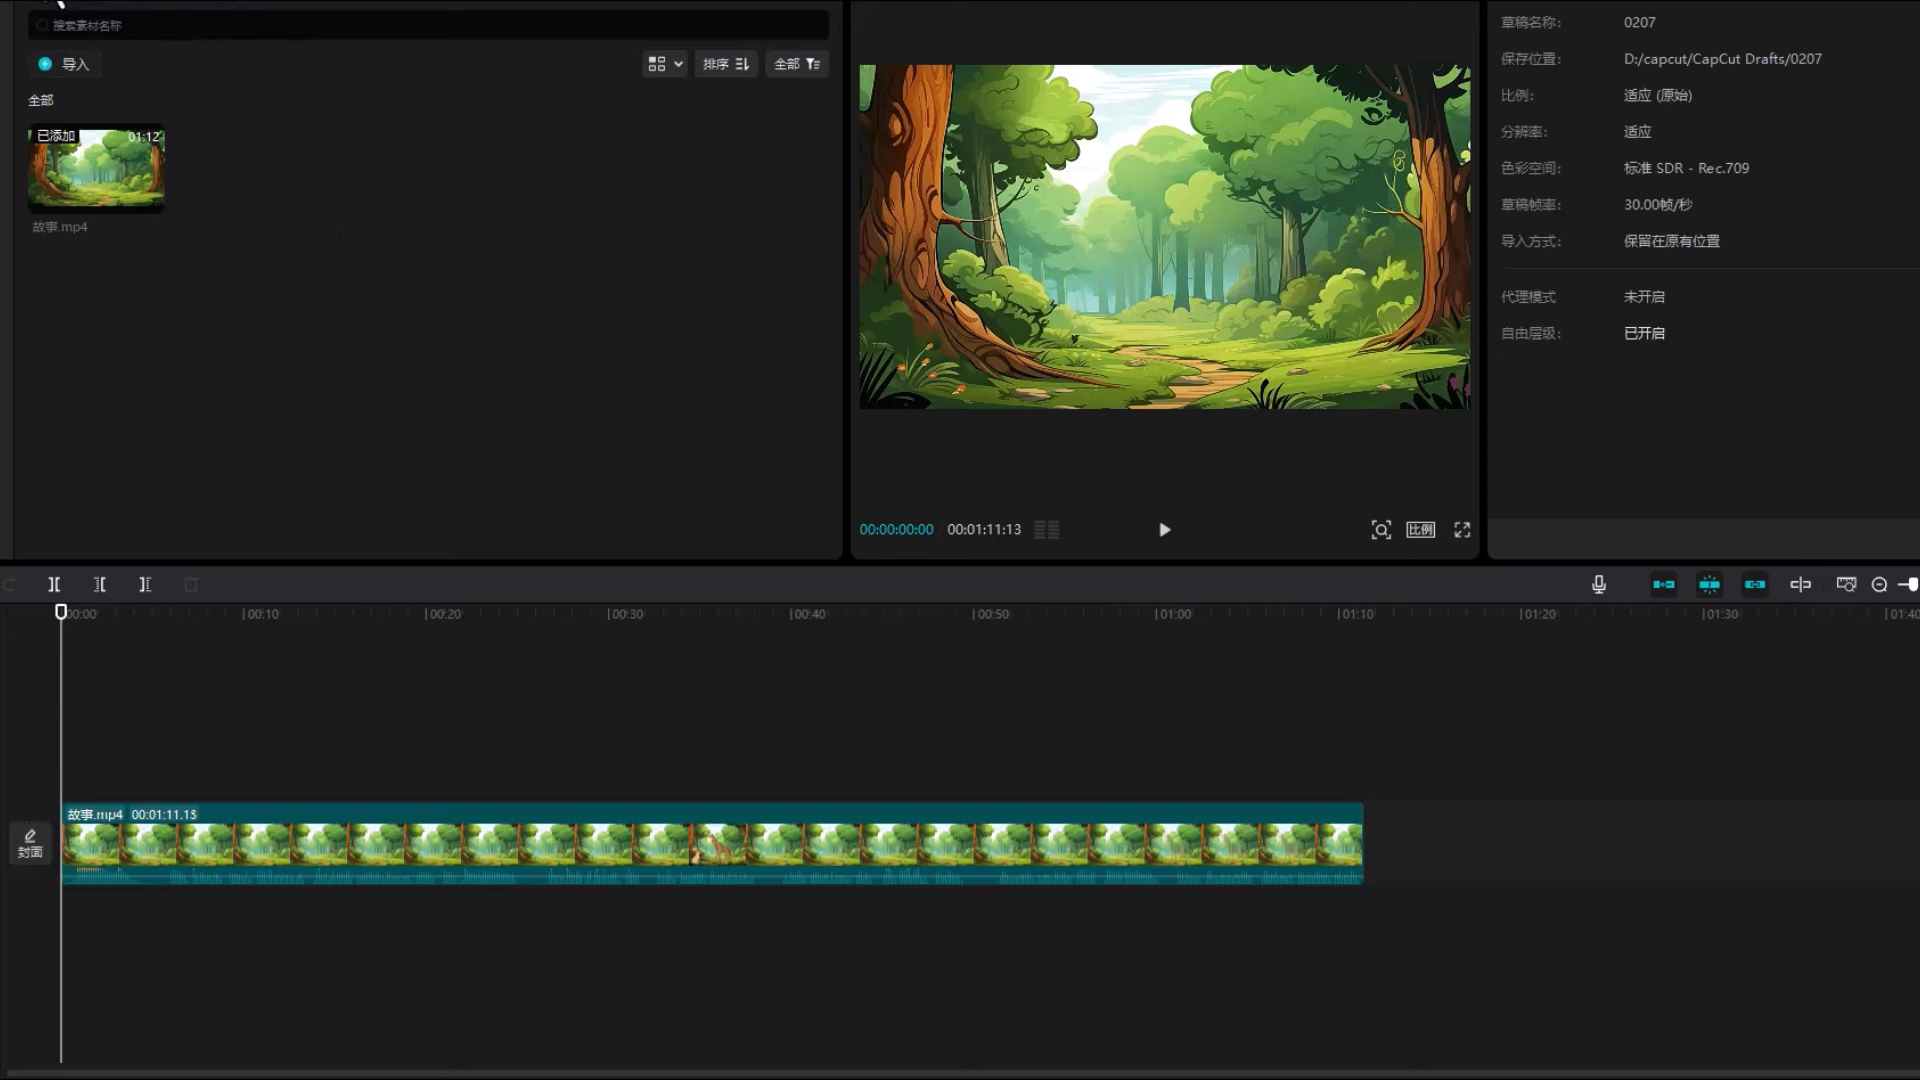 搜索素材名称
导入
排序
全部
全部
已添加
01:12
故事.mp4
00:00:00:00
00:01:11:13
比例
草稿名称:
0207
保存位置:
D:/capcut/CapCut Drafts/0207
比例:
适应 (原始)
分辨率:
适应
色彩空间:
标准 SDR - Rec.709
草稿帧率:
30.00帧/秒
导入方式:
保留在原有位置
代理模式
未开启
自由层级:
已开启
00:00
00:10
00:20
00:30
00:40
00:50
01:00
01:10
01:20
01:30
01:40
故事.mp4 00:01:11.13
封面